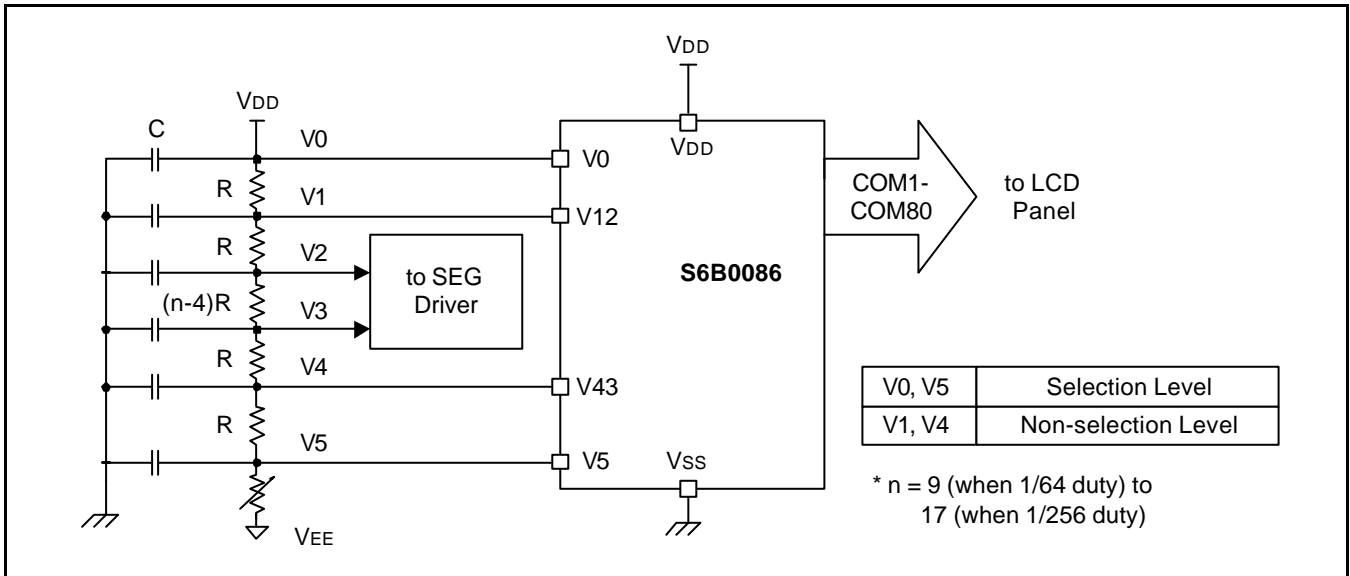 VDD
VDD
C
V0
V0
VDD
R
V1
V12
COM1-
COM80
to LCD
Panel
R
V2
to SEG
Driver
S6B0086
(n-4)R
V3
R
V4
V43
V0, V5 Selection Level
V1, V4 Non-selection Level
R
V5
V5
VSS
* n = 9 (when 1/64 duty) to
17 (when 1/256 duty)
VEE